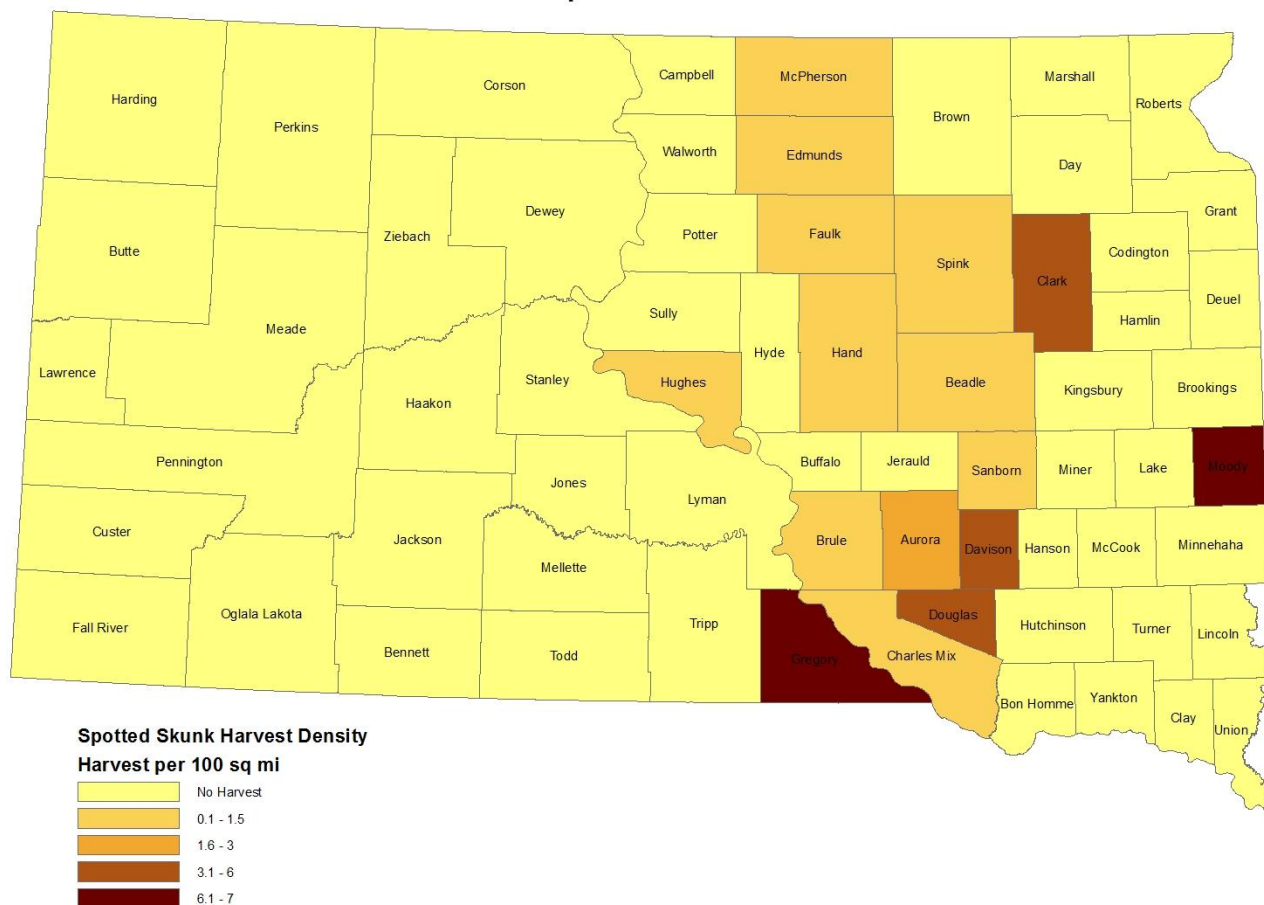 Campbell
McPherson
Marshall
Corson
Harding
Roberts
Brown
Perkins
Walworth
Edmunds
Day
Dewey
Grant
Potter
Faulk
Ziebach
Butte
Codington
Spink
Clark
Deuel
Sully
Hamlin
Meade
Hyde
Hand
Lawrence
Stanley
Hughes
Beadle
Kingsbury
Brookings
Haakon
Pennington
Buffalo
Jerauld
Sanborn
Miner
Lake
Moody
Jones
Lyman
Custer
Jackson
Brule
Aurora
Davison
Hanson
McCook
Minnehaha
Mellette
Oglala Lakota
Fall River
Tripp
Douglas
Hutchinson
Turner
Lincoln
Bennett
Todd
Gregory
Charles Mix
Bon Homme
Yankton
Clay
Union
Spotted Skunk Harvest Density
Harvest per 100 sq mi
No Harvest
0.1 - 1.5
1.6 - 3
3.1 - 6
6.1 - 7